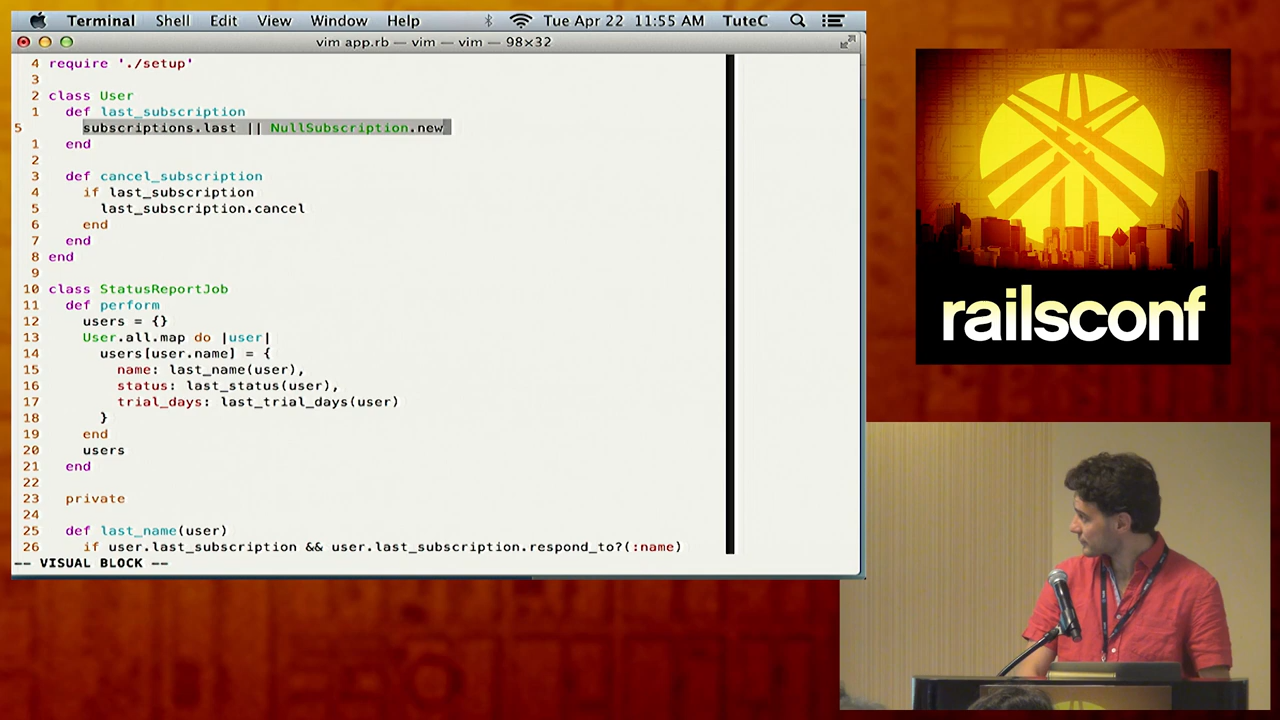 Terminal Shell Edit View Window Help Tue Apr 22 11:55 AM TuteC
vim app.rb — vim — vim — 98×32
4 require './setup'
3
2 class User
1   def last_subscription
5     subscriptions.last || NullSubscription.new
1   end
2
3   def cancel_subscription
4     if last_subscription
5       last_subscription.cancel
6     end
7   end
8 end
9
10 class StatusReportJob
11   def perform
12     users = {}
13     User.all.map do |user|
14       users[user.name] = {
15         name: last_name(user),
16         status: last_status(user),
17         trial_days: last_trial_days(user)
18       }
19     end
20     users
21   end
22
23   private
24
25   def last_name(user)
26     if user.last_subscription && user.last_subscription.respond_to?(:name)
-- VISUAL BLOCK --
railsconf